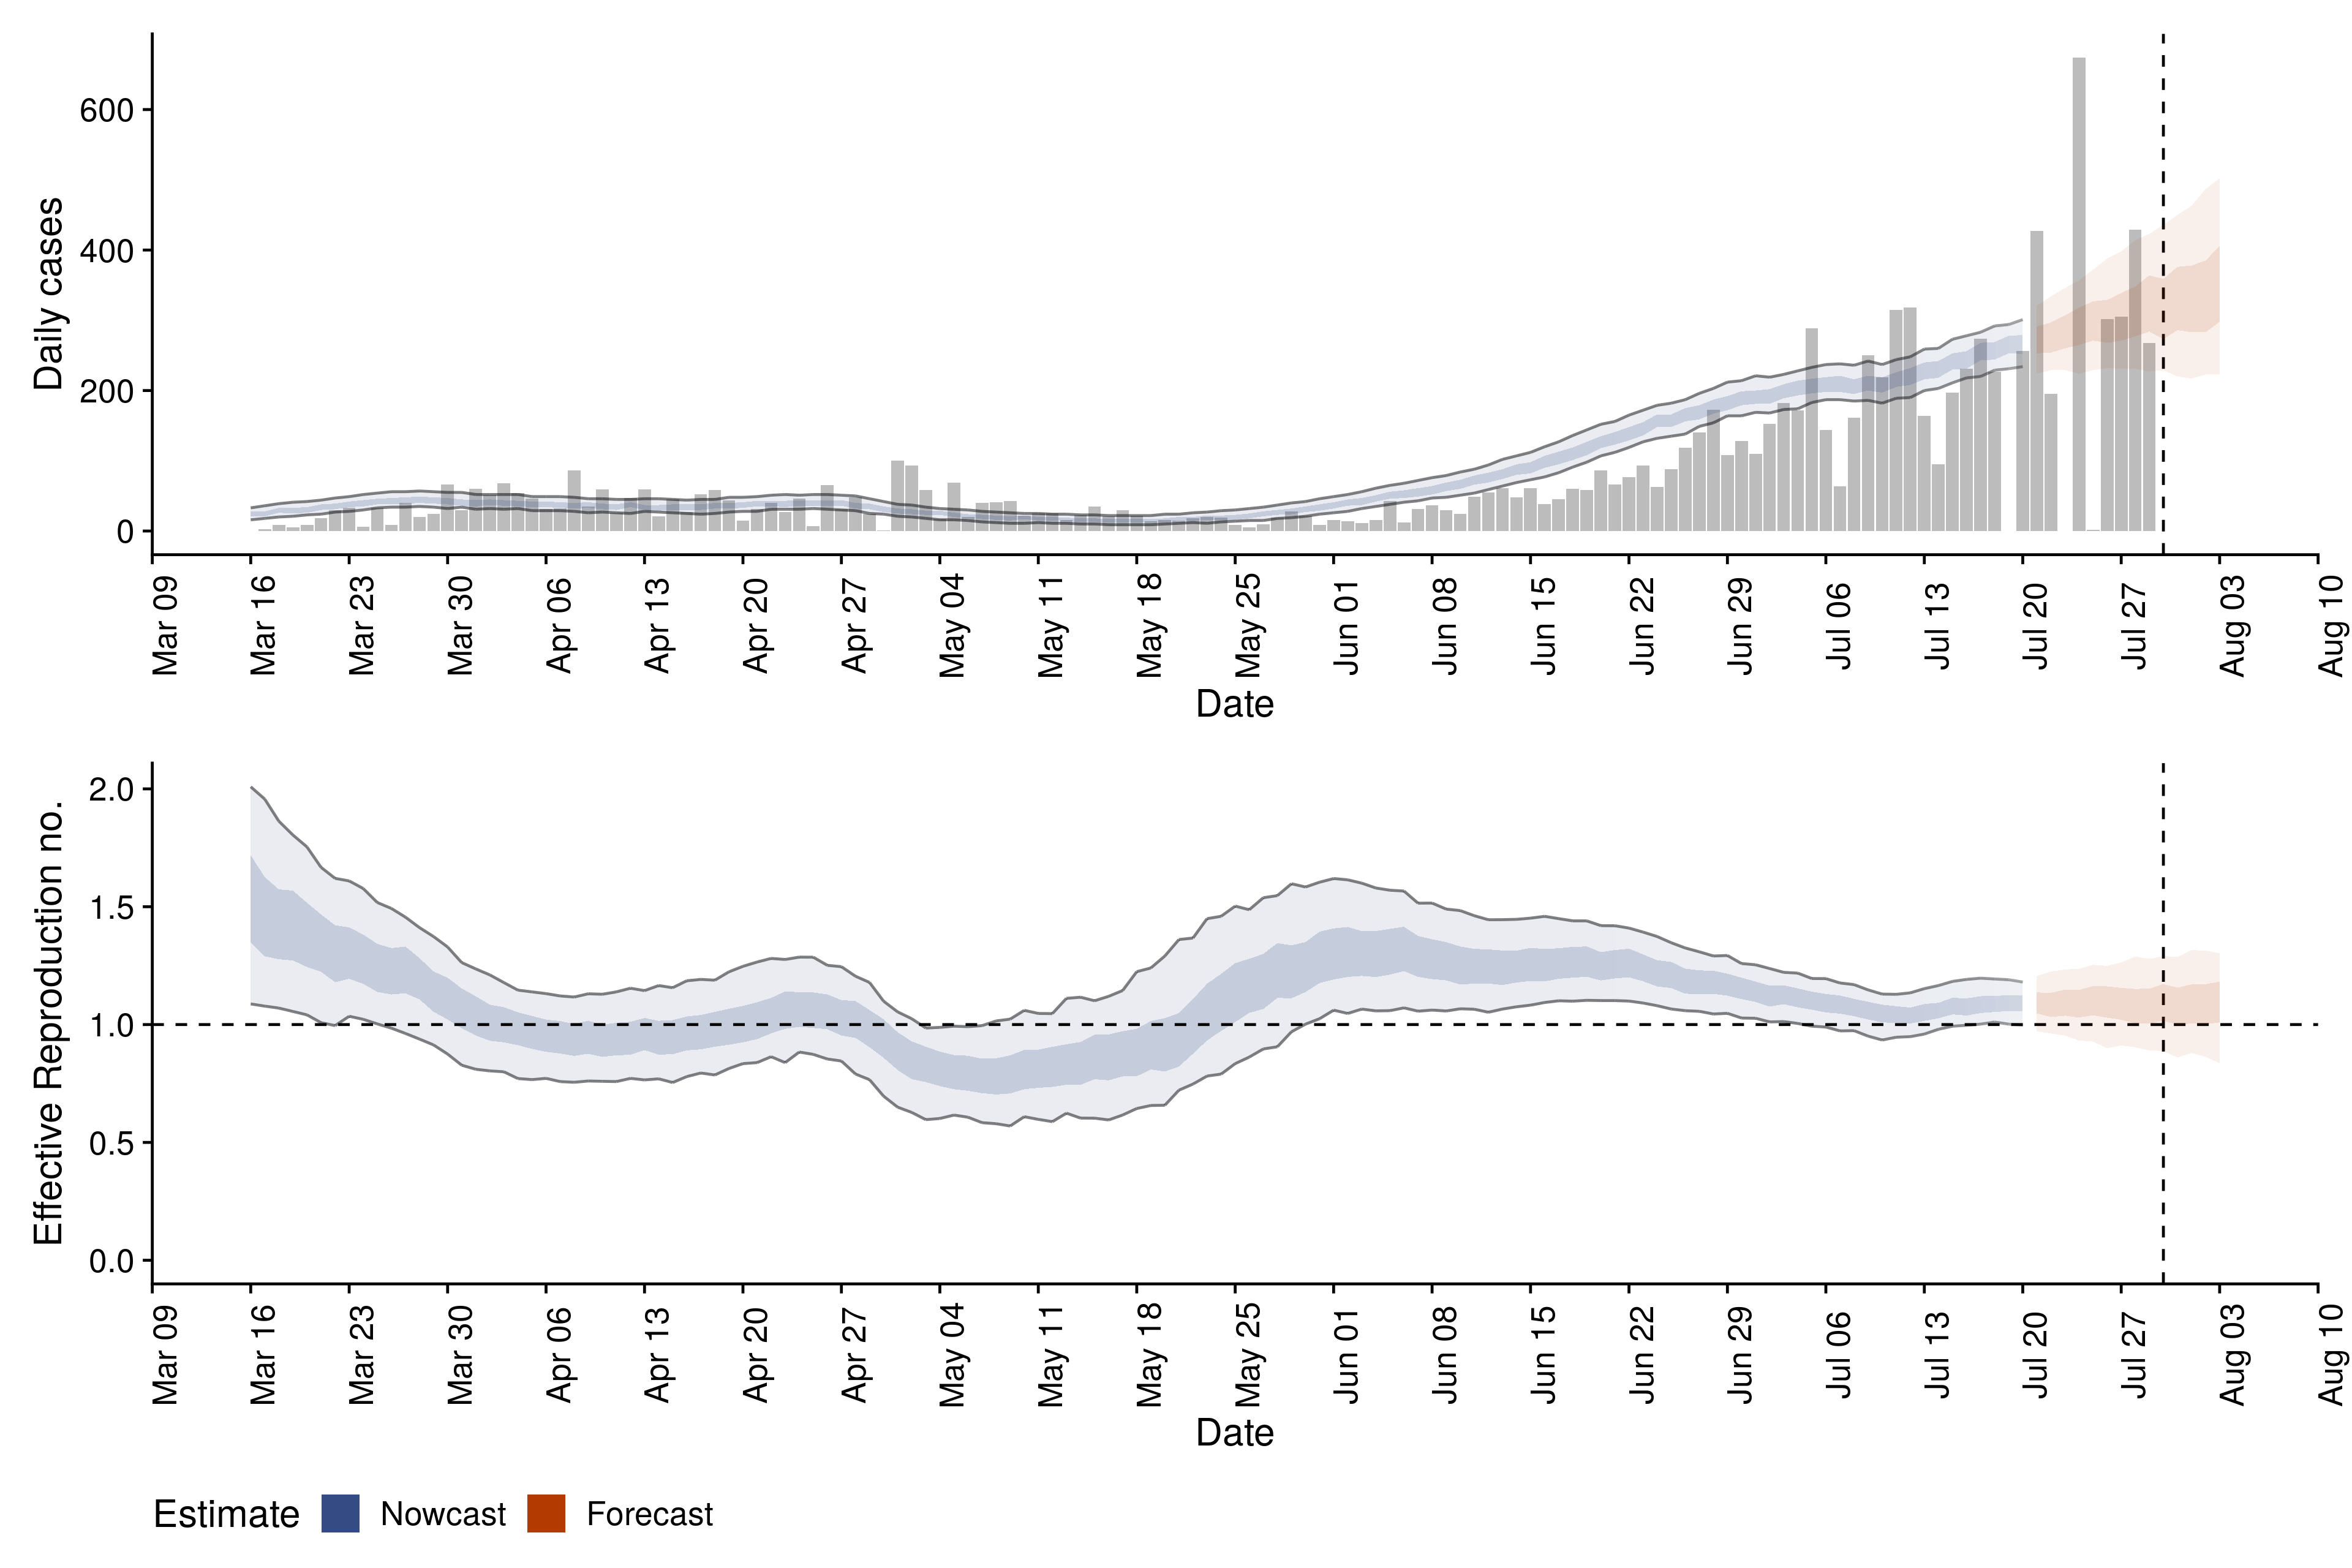 Daily cases
600
400
200
0
Mar 09
Mar 16
Mar 23
Mar 30
Apr 06
Apr 13
Apr 20
Apr 27
May 04
May 11
May 18
May 25
Jun 01
Jun 08
Jun 15
Jun 22
Jun 29
Jul 06
Jul 13
Jul 20
Jul 27
Aug 03
Aug 10
Date
Effective Reproduction no.
2.0
1.5
1.0
0.5
0.0
Mar 09
Mar 16
Mar 23
Mar 30
Apr 06
Apr 13
Apr 20
Apr 27
May 04
May 11
May 18
May 25
Jun 01
Jun 08
Jun 15
Jun 22
Jun 29
Jul 06
Jul 13
Jul 20
Jul 27
Aug 03
Aug 10
Date
Estimate Nowcast Forecast